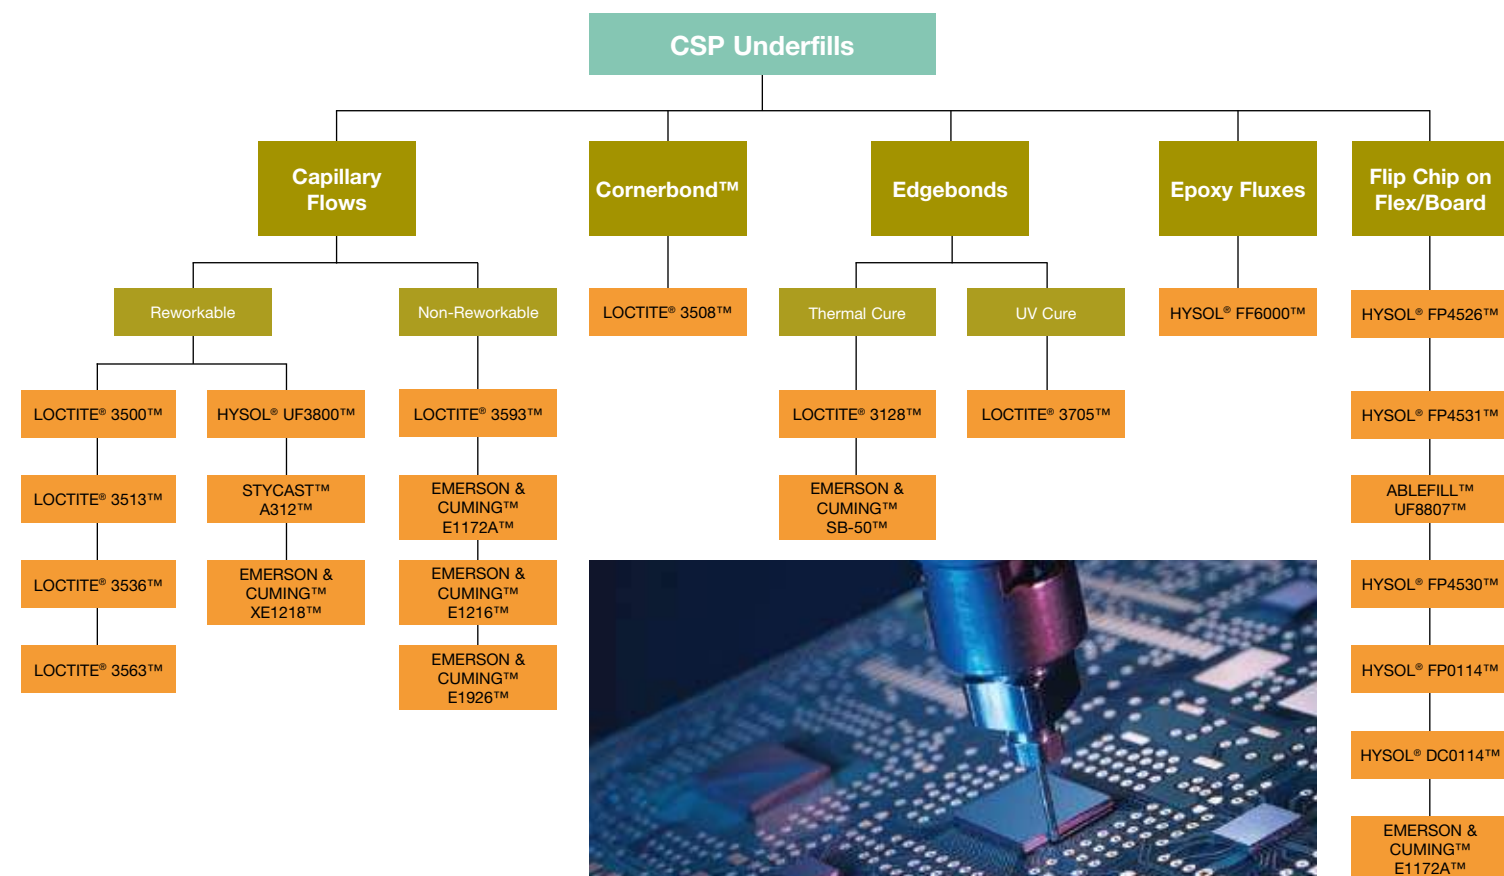 CSP Underfills
Capillary
Flows
Cornerbond™
Edgebonds
Epoxy Fluxes
Flip Chip on
Flex/Board
Reworkable
Non-Reworkable
LOCTITE® 3508™
Thermal Cure
UV Cure
HYSOL® FF6000™
HYSOL® FP4526™
LOCTITE® 3500™
HYSOL® UF3800™
LOCTITE® 3593™
LOCTITE® 3128™
LOCTITE® 3705™
HYSOL® FP4531™
LOCTITE® 3513™
STYCAST™
A312™
EMERSON &
CUMING™
E1172A™
EMERSON &
CUMING™
SB-50™
ABLEFILL™
UF8807™
LOCTITE® 3536™
EMERSON &
CUMING™
XE1218™
EMERSON &
CUMING™
E1216™
HYSOL® FP4530™
LOCTITE® 3563™
EMERSON &
CUMING™
E1926™
HYSOL® FP0114™
HYSOL® DC0114™
EMERSON &
CUMING™
E1172A™